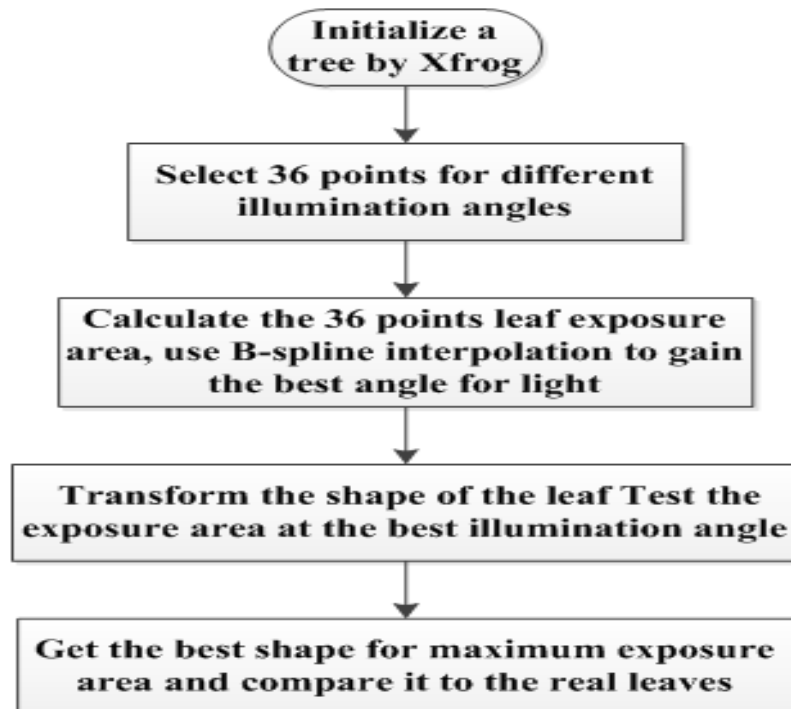 Initialize a
tree by Xfrog
Select 36 points for different
illumination angles
Calculate the 36 points leaf exposure
area, use B-spline interpolation to gain
the best angle for light
Transform the shape of the leaf Test the
exposure area at the best illumination angle
Get the best shape for maximum exposure
area and compare it to the real leaves